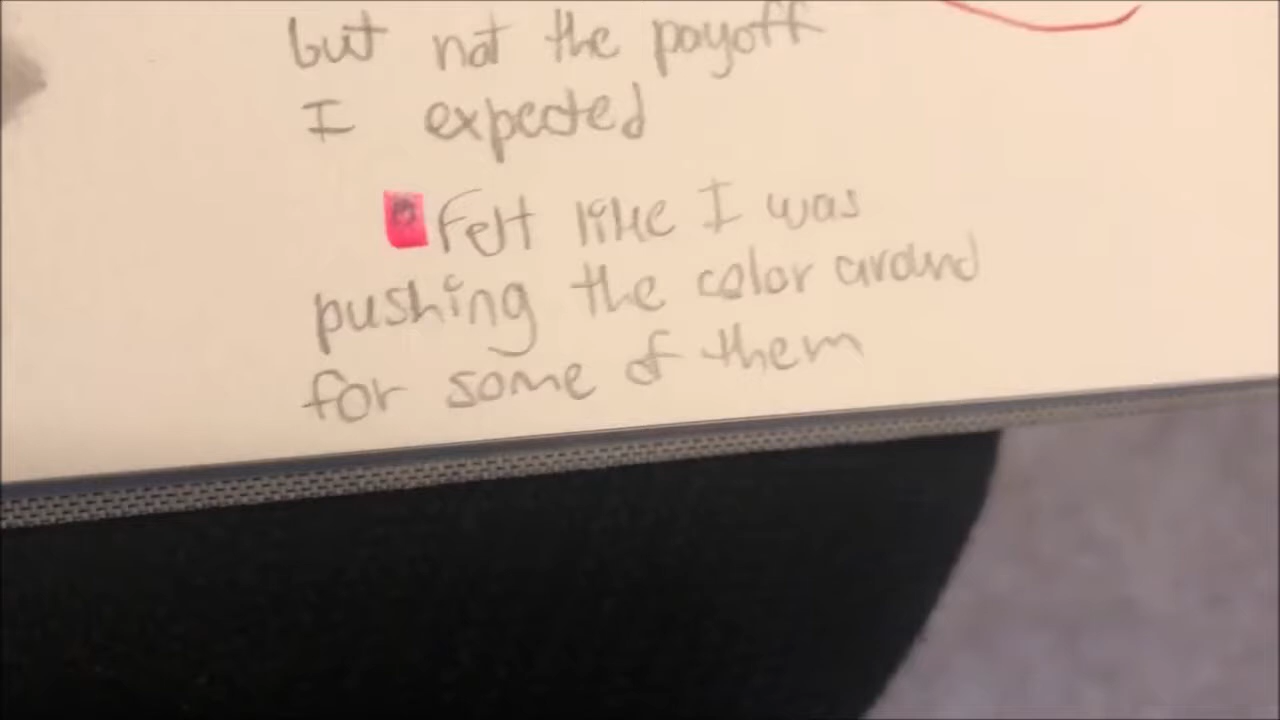 but not the payoff
I expected
Felt like I was
pushing the color around
for some of them